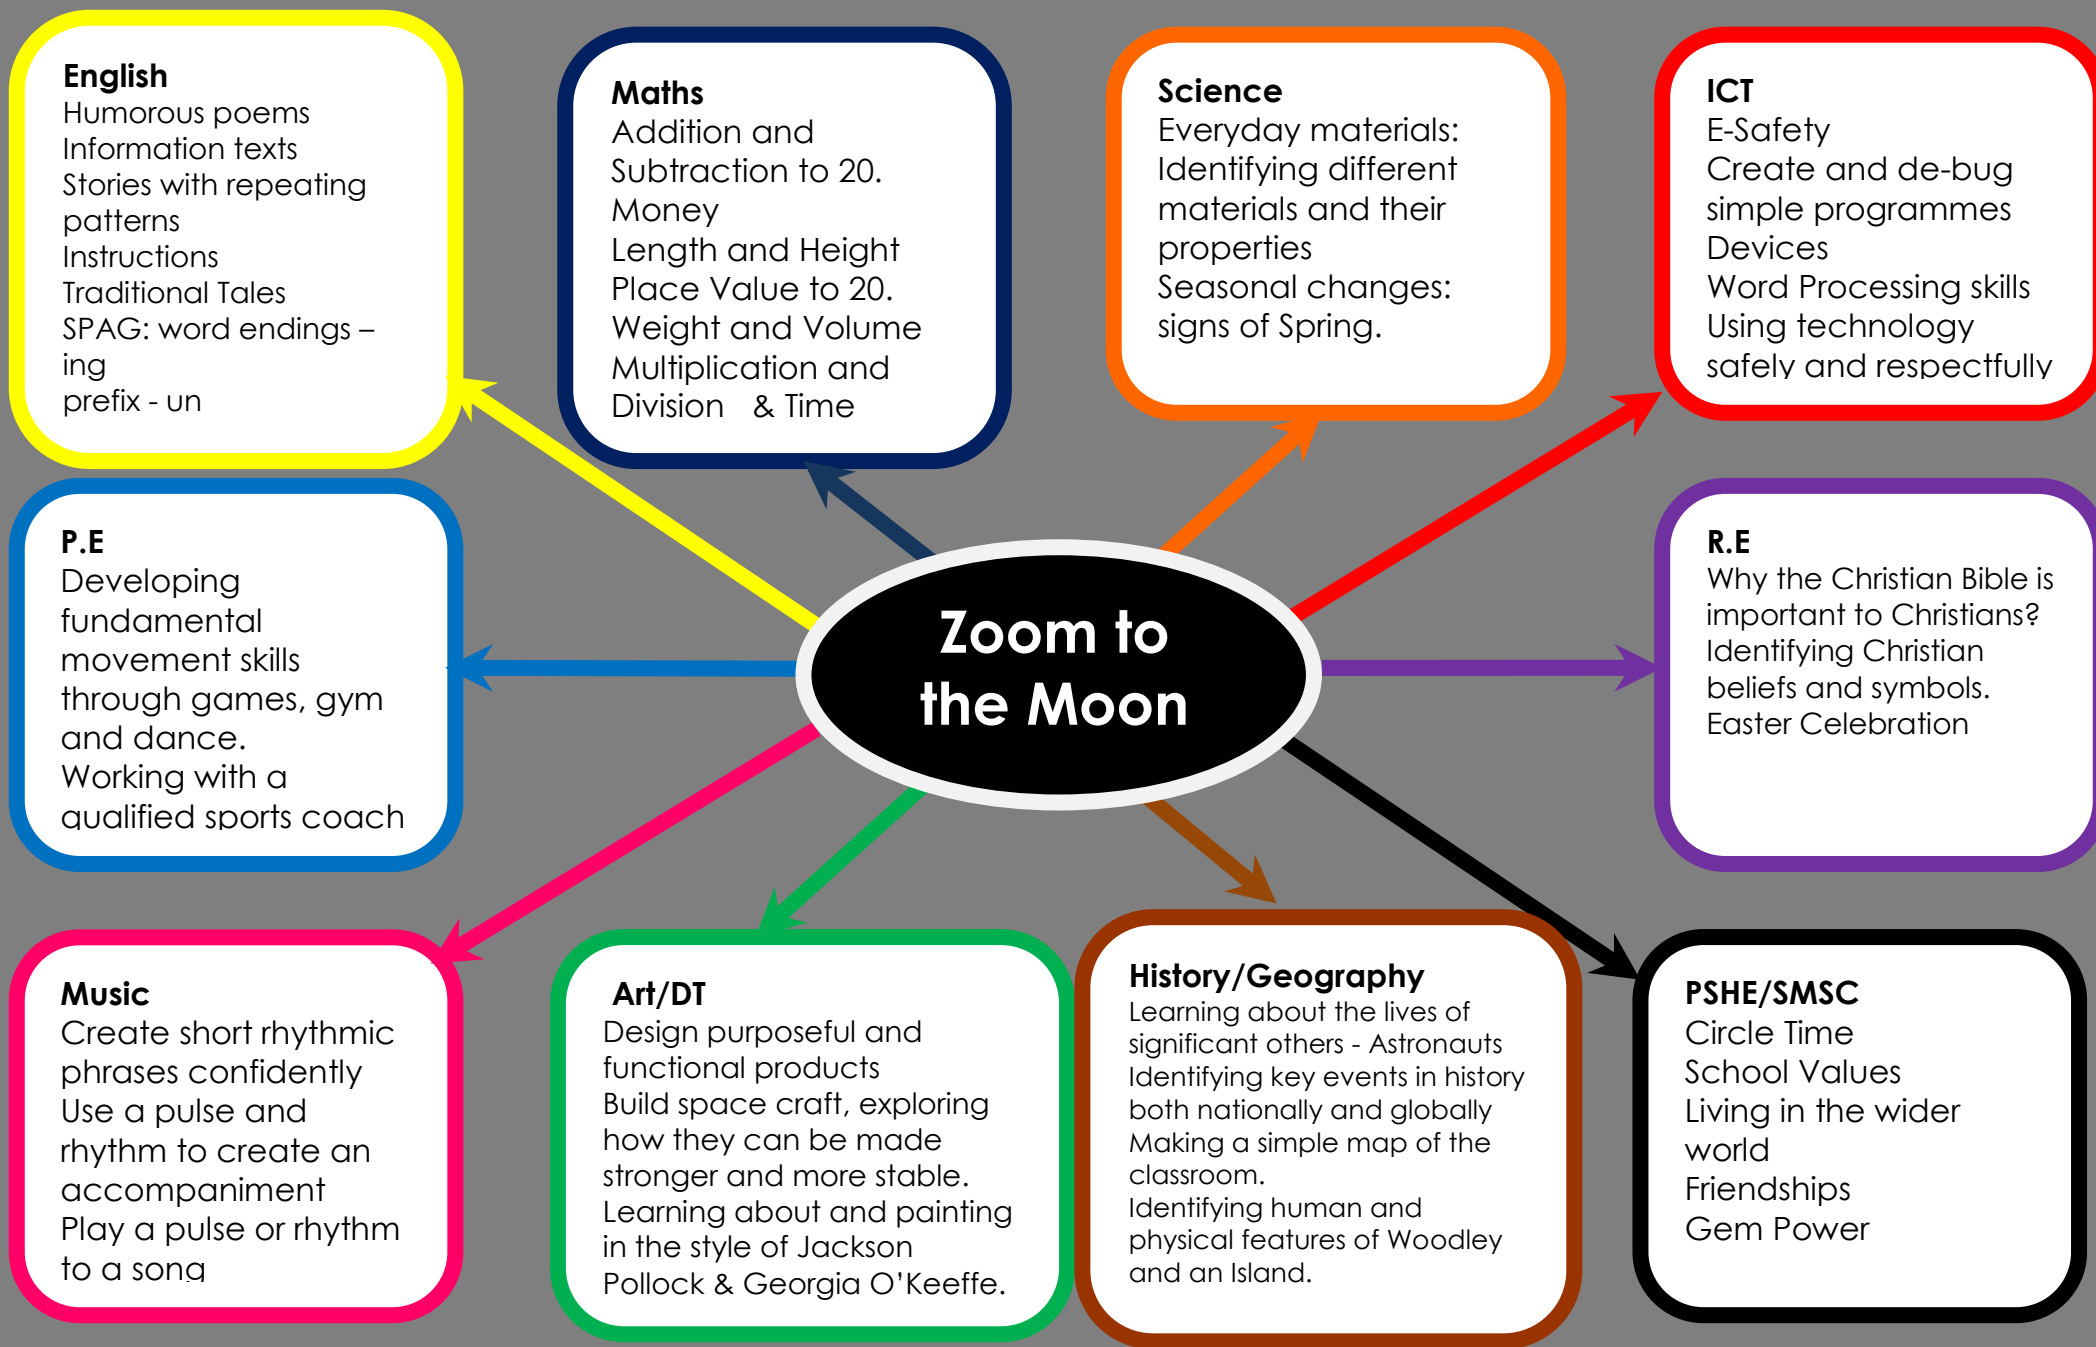 English
Humorous poems
Information texts
Stories with repeating
patterns
Instructions
Traditional Tales
SPAG: word endings –
ing
prefix - un
Maths
Addition and
Subtraction to 20.
Money
Length and Height
Place Value to 20.
Weight and Volume
Multiplication and
Division   & Time
Science
Everyday materials:
Identifying different
materials and their
properties
Seasonal changes:
signs of Spring.
ICT
E-Safety
Create and de-bug
simple programmes
Devices
Word Processing skills
Using technology
safely and respectfully
P.E
Developing
fundamental
movement skills
through games, gym
and dance.
Working with a
qualified sports coach
Zoom to
the Moon
R.E
Why the Christian Bible is
important to Christians?
Identifying Christian
beliefs and symbols.
Easter Celebration
Music
Create short rhythmic
phrases confidently
Use a pulse and
rhythm to create an
accompaniment
Play a pulse or rhythm
to a song
Art/DT
Design purposeful and
functional products
Build space craft, exploring
how they can be made
stronger and more stable.
Learning about and painting
in the style of Jackson
Pollock & Georgia O’Keeffe.
History/Geography
Learning about the lives of
significant others - Astronauts
Identifying key events in history
both nationally and globally
Making a simple map of the
classroom.
Identifying human and
physical features of Woodley
and an Island.
PSHE/SMSC
Circle Time
School Values
Living in the wider
world
Friendships
Gem Power